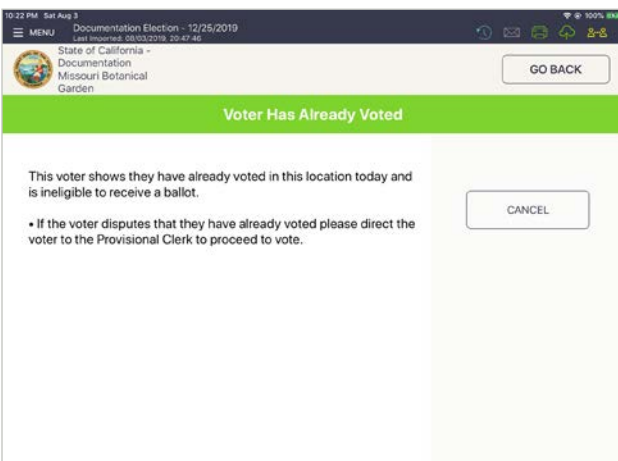 10:22 PM Sat Aug 3
100%
MENU
Documentation Election - 12/25/2019
Last Imported: 08/03/2019, 20:47:46
State of California -
Documentation
Missouri Botanical
Garden
GO BACK
Voter Has Already Voted
This voter shows they have already voted in this location today and
is ineligible to receive a ballot.
• If the voter disputes that they have already voted please direct the
voter to the Provisional Clerk to proceed to vote.
CANCEL